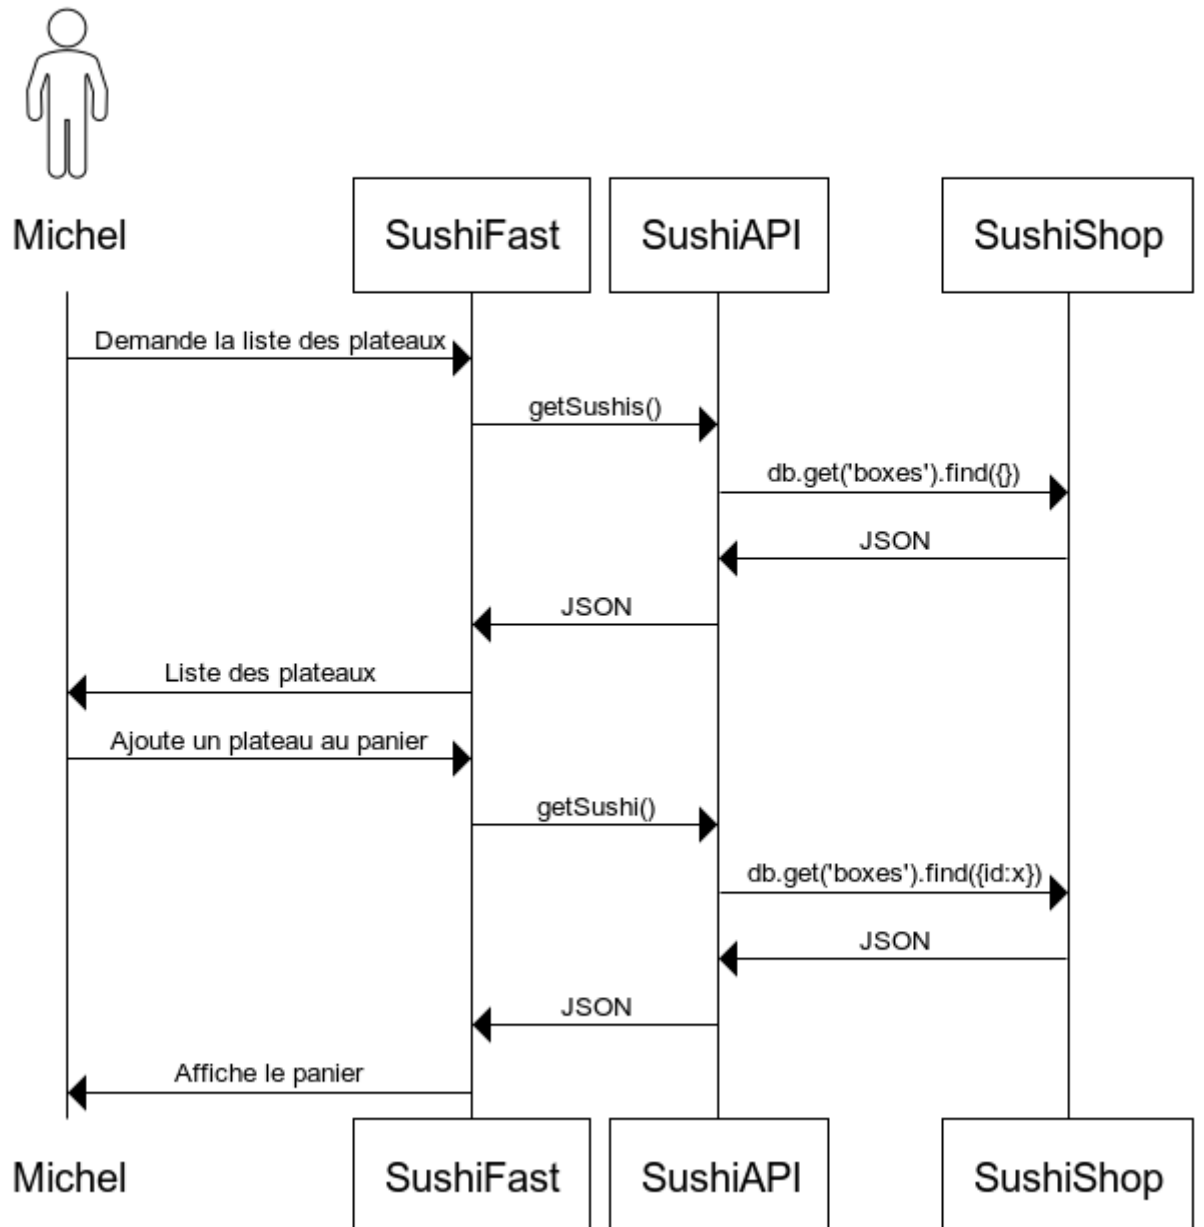 Michel
SushiFast
SushiAPI
SushiShop
Demande la liste des plateaux
getSushis()
db.get('boxes').find({})
JSON
JSON
Liste des plateaux
Ajoute un plateau au panier
getSushi()
db.get('boxes').find({id:x})
JSON
JSON
Affiche le panier
Michel
SushiFast
SushiAPI
SushiShop